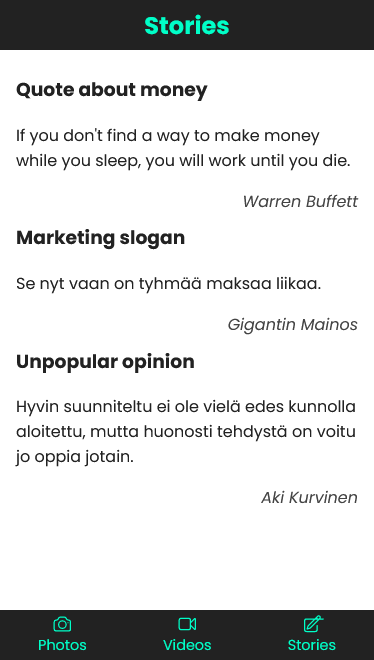 Stories
Quote about money
If you don't find a way to make money
while you sleep, you will work until you die.
Warren Buffett
Marketing slogan
Se nyt vaan on tyhmää maksaa liikaa.
Gigantin Mainos
Unpopular opinion
Hyvin suunniteltu ei ole vielä edes kunnolla
aloitettu, mutta huonosti tehdystä on voitu
jo oppia jotain.
Aki Kurvinen
Photos
Videos
Stories